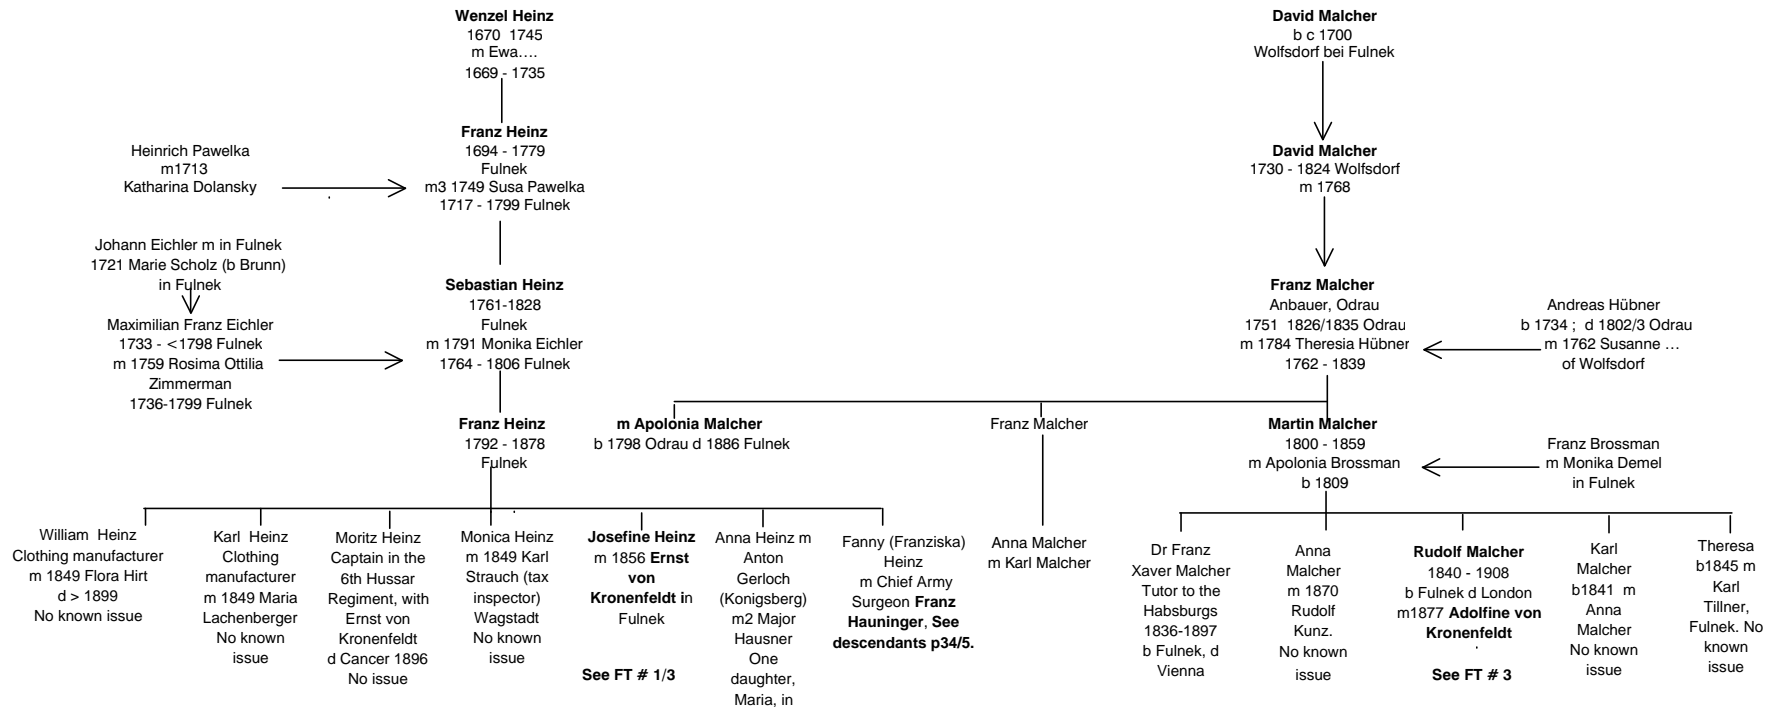 Wenzel Heinz
1670 1745
m Ewa….
1669 - 1735
David Malcher
b c 1700
Wolfsdorf bei Fulnek
Franz Heinz
1694 - 1779
Fulnek
m3 1749 Susa Pawelka
1717 - 1799 Fulnek
Heinrich Pawelka
m1713
Katharina Dolansky
David Malcher
1730 - 1824 Wolfsdorf
m 1768
Johann Eichler m in Fulnek
1721 Marie Scholz (b Brunn)
in Fulnek
Maximilian Franz Eichler
1733 - <1798 Fulnek
m 1759 Rosima Ottilia
Zimmerman
1736-1799 Fulnek
Sebastian Heinz
1761-1828
Fulnek
m 1791 Monika Eichler
1764 - 1806 Fulnek
Franz Malcher
Anbauer, Odrau
1751 1826/1835 Odrau
m 1784 Theresia Hübner
1762 - 1839
Andreas Hübner
b 1734 ; d 1802/3 Odrau
m 1762 Susanne …
of Wolfsdorf
Franz Heinz
1792 - 1878
Fulnek
m Apolonia Malcher
b 1798 Odrau d 1886 Fulnek
Franz Malcher
Martin Malcher
1800 - 1859
m Apolonia Brossman
b 1809
Franz Brossman
m Monika Demel
in Fulnek
William Heinz
Clothing manufacturer
m 1849 Flora Hirt
d > 1899
No known issue
Karl Heinz
Clothing
manufacturer
m 1849 Maria
Lachenberger
No known
issue
Moritz Heinz
Captain in the
6th Hussar
Regiment, with
Ernst von
Kronenfeldt
d Cancer 1896
No issue
Monica Heinz
m 1849 Karl
Strauch (tax
inspector)
Wagstadt
No known
issue
Josefine Heinz
m 1856 Ernst
von
Kronenfeldt in
Fulnek
See FT # 1/3
Anna Heinz m
Anton
Gerloch
(Konigsberg)
m2 Major
Hausner
One
daughter,
Maria, in
Fanny (Franziska)
Heinz
m Chief Army
Surgeon Franz
Hauninger, See
descendants p34/5.
Anna Malcher
m Karl Malcher
Dr Franz
Xaver Malcher
Tutor to the
Habsburgs
1836-1897
b Fulnek, d
Vienna
Anna
Malcher
m 1870
Rudolf
Kunz.
No known
issue
Rudolf Malcher
1840 - 1908
b Fulnek d London
m1877 Adolfine von
Kronenfeldt
See FT # 3
Karl
Malcher
b1841 m
Anna
Malcher
No known
issue
Theresa
b1845 m
Karl
Tillner,
Fulnek. No
known
issue